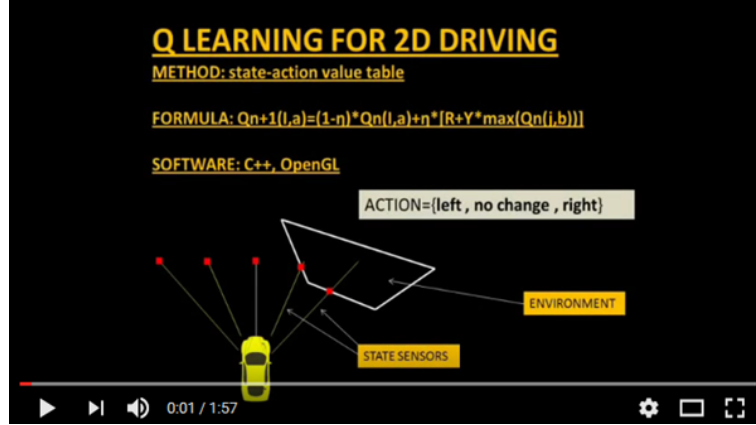 Q LEARNING FOR 2D DRIVING
METHOD: state-action value table
FORMULA: Qn+1(I,a)=(1-η)*Qn(I,a)+η*[R+Y*max(Qn(j,b))]
SOFTWARE: C++, OpenGL
ACTION={left , no change , right}
ENVIRONMENT
STATE SENSORS
0:01 / 1:57